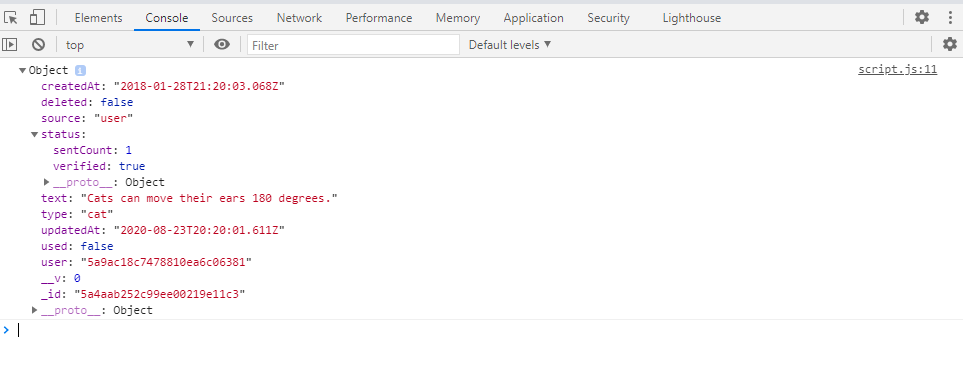 Elements Console Sources Network Performance Memory Application Security Lighthouse
top Filter Default levels
Object i script.js:11
createdAt: "2018-01-28T21:20:03.068Z"
deleted: false
source: "user"
status:
sentCount: 1
verified: true
__proto__: Object
text: "Cats can move their ears 180 degrees."
type: "cat"
updatedAt: "2020-08-23T20:20:01.611Z"
used: false
user: "5a9ac18c7478810ea6c06381"
__v: 0
_id: "5a4aab252c99ee00219e11c3"
__proto__: Object